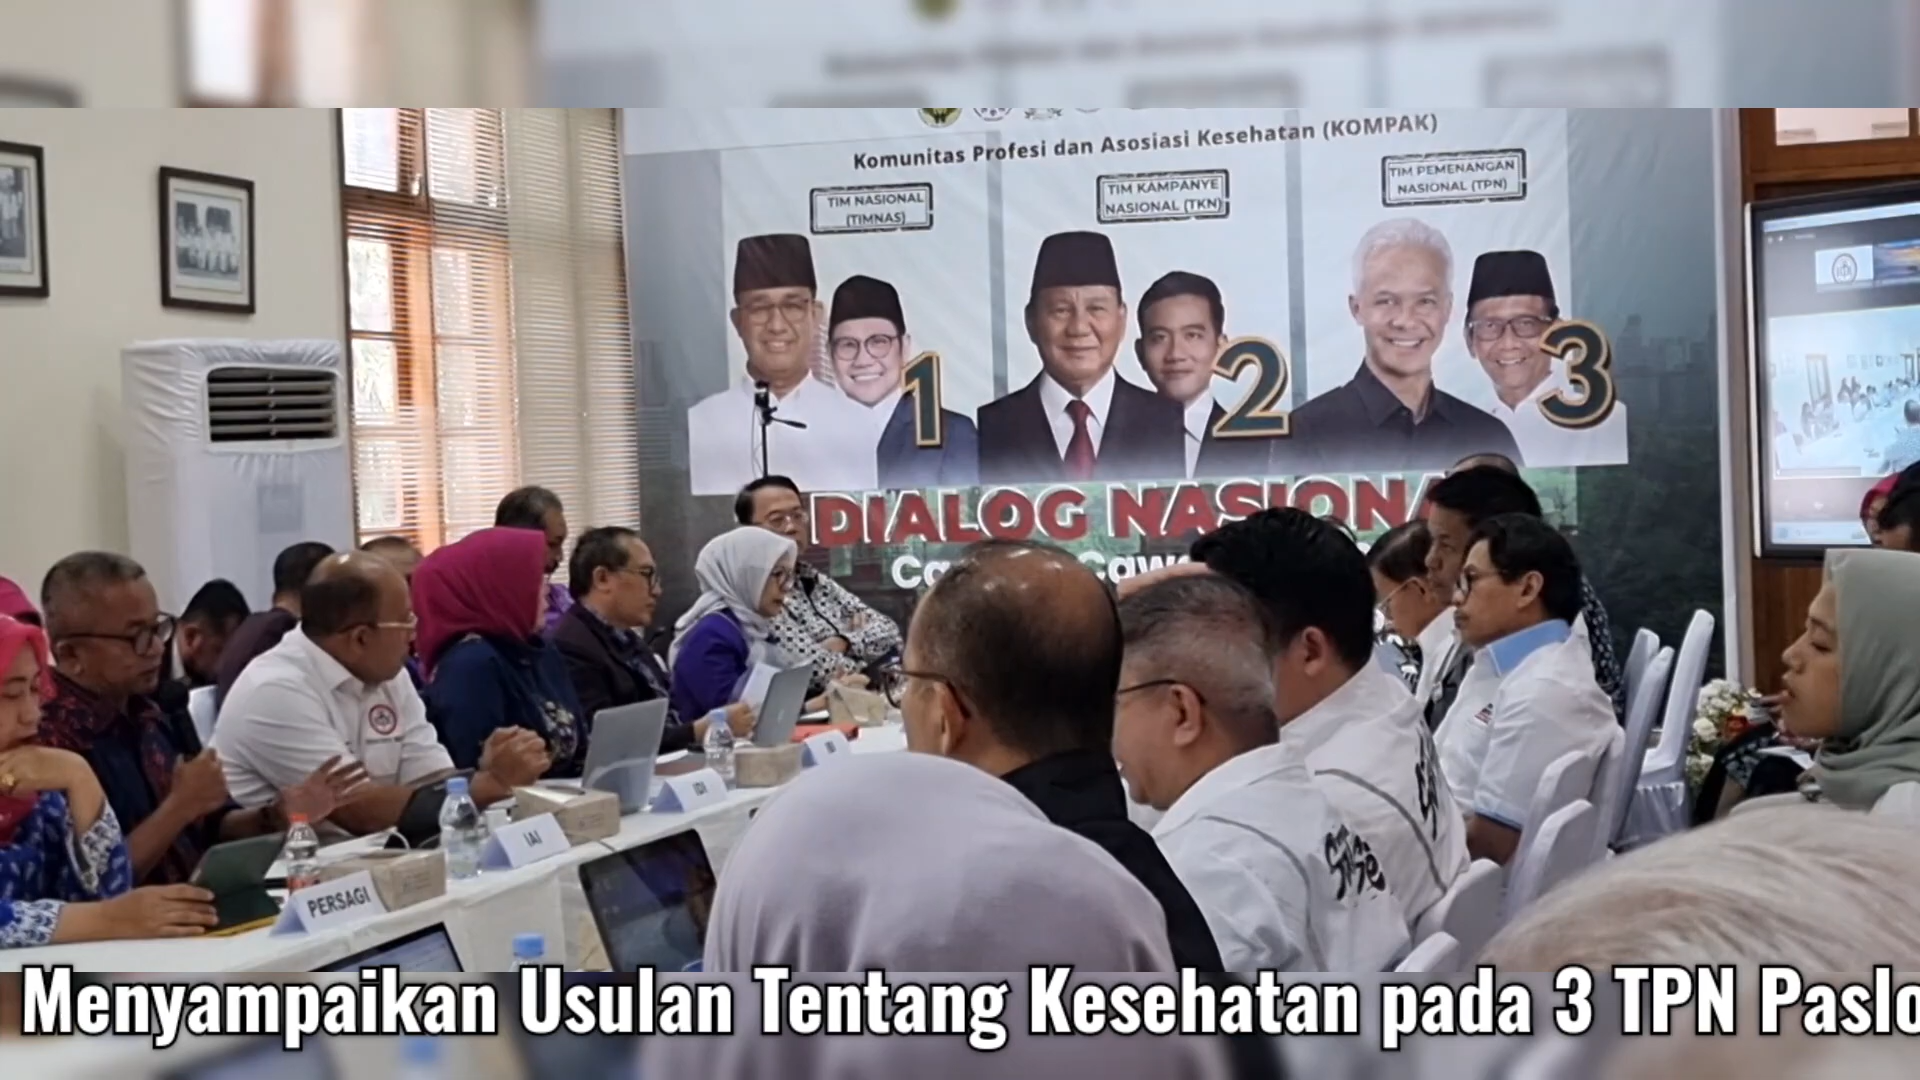 Komunitas Profesi dan Asosiasi Kesehatan (KOMPAK)
TIM NASIONAL
(TIMNAS)
TIM KAMPANYE
NASIONAL (TKN)
TIM PEMENANGAN
NASIONAL (TPN)
1
2
3
DIALOG NASIONA
IDI
IAI
PERSAGI
Menyampaikan Usulan Tentang Kesehatan pada 3 TPN Paslo